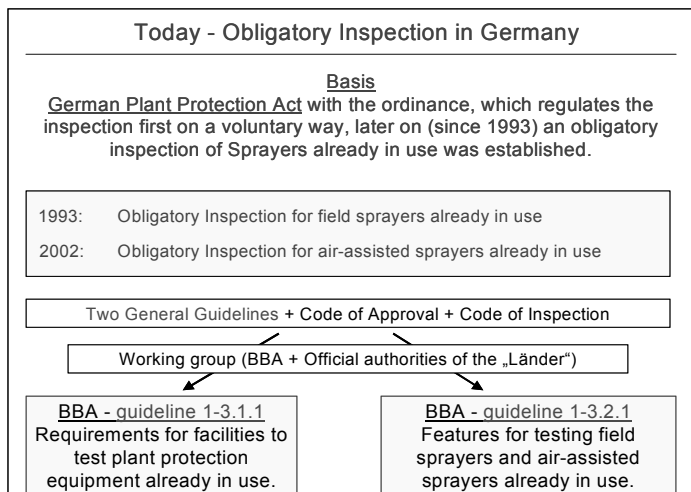 Today - Obligatory Inspection in Germany
Basis
German Plant Protection Act with the ordinance, which regulates the
inspection first on a voluntary way, later on (since 1993) an obligatory
inspection of Sprayers already in use was established.
1993: Obligatory Inspection for field sprayers already in use
2002: Obligatory Inspection for air-assisted sprayers already in use
Two General Guidelines + Code of Approval + Code of Inspection
Working group (BBA + Official authorities of the „Länder“)
BBA - guideline 1-3.1.1
Requirements for facilities to
test plant protection
equipment already in use.
BBA - guideline 1-3.2.1
Features for testing field
sprayers and air-assisted
sprayers already in use.